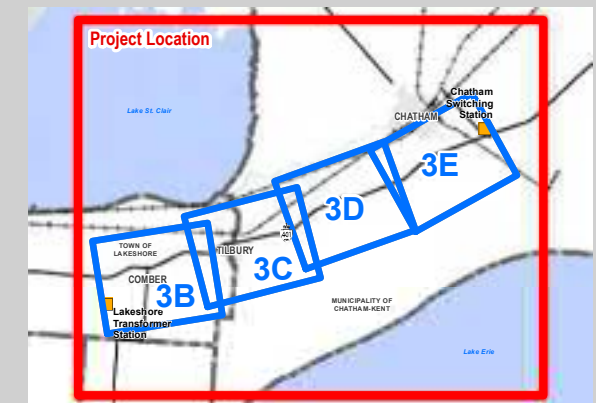 Project Location
Lake St. Clair
Chatham
Switching
Station
CHATHAM
3E
3D
401
TOWN OF
LAKESHORE
TILBURY
3C
COMBER
3B
MUNICIPALITY OF
CHATHAM-KENT
Lakeshore
Transformer
Station
Lake Erie